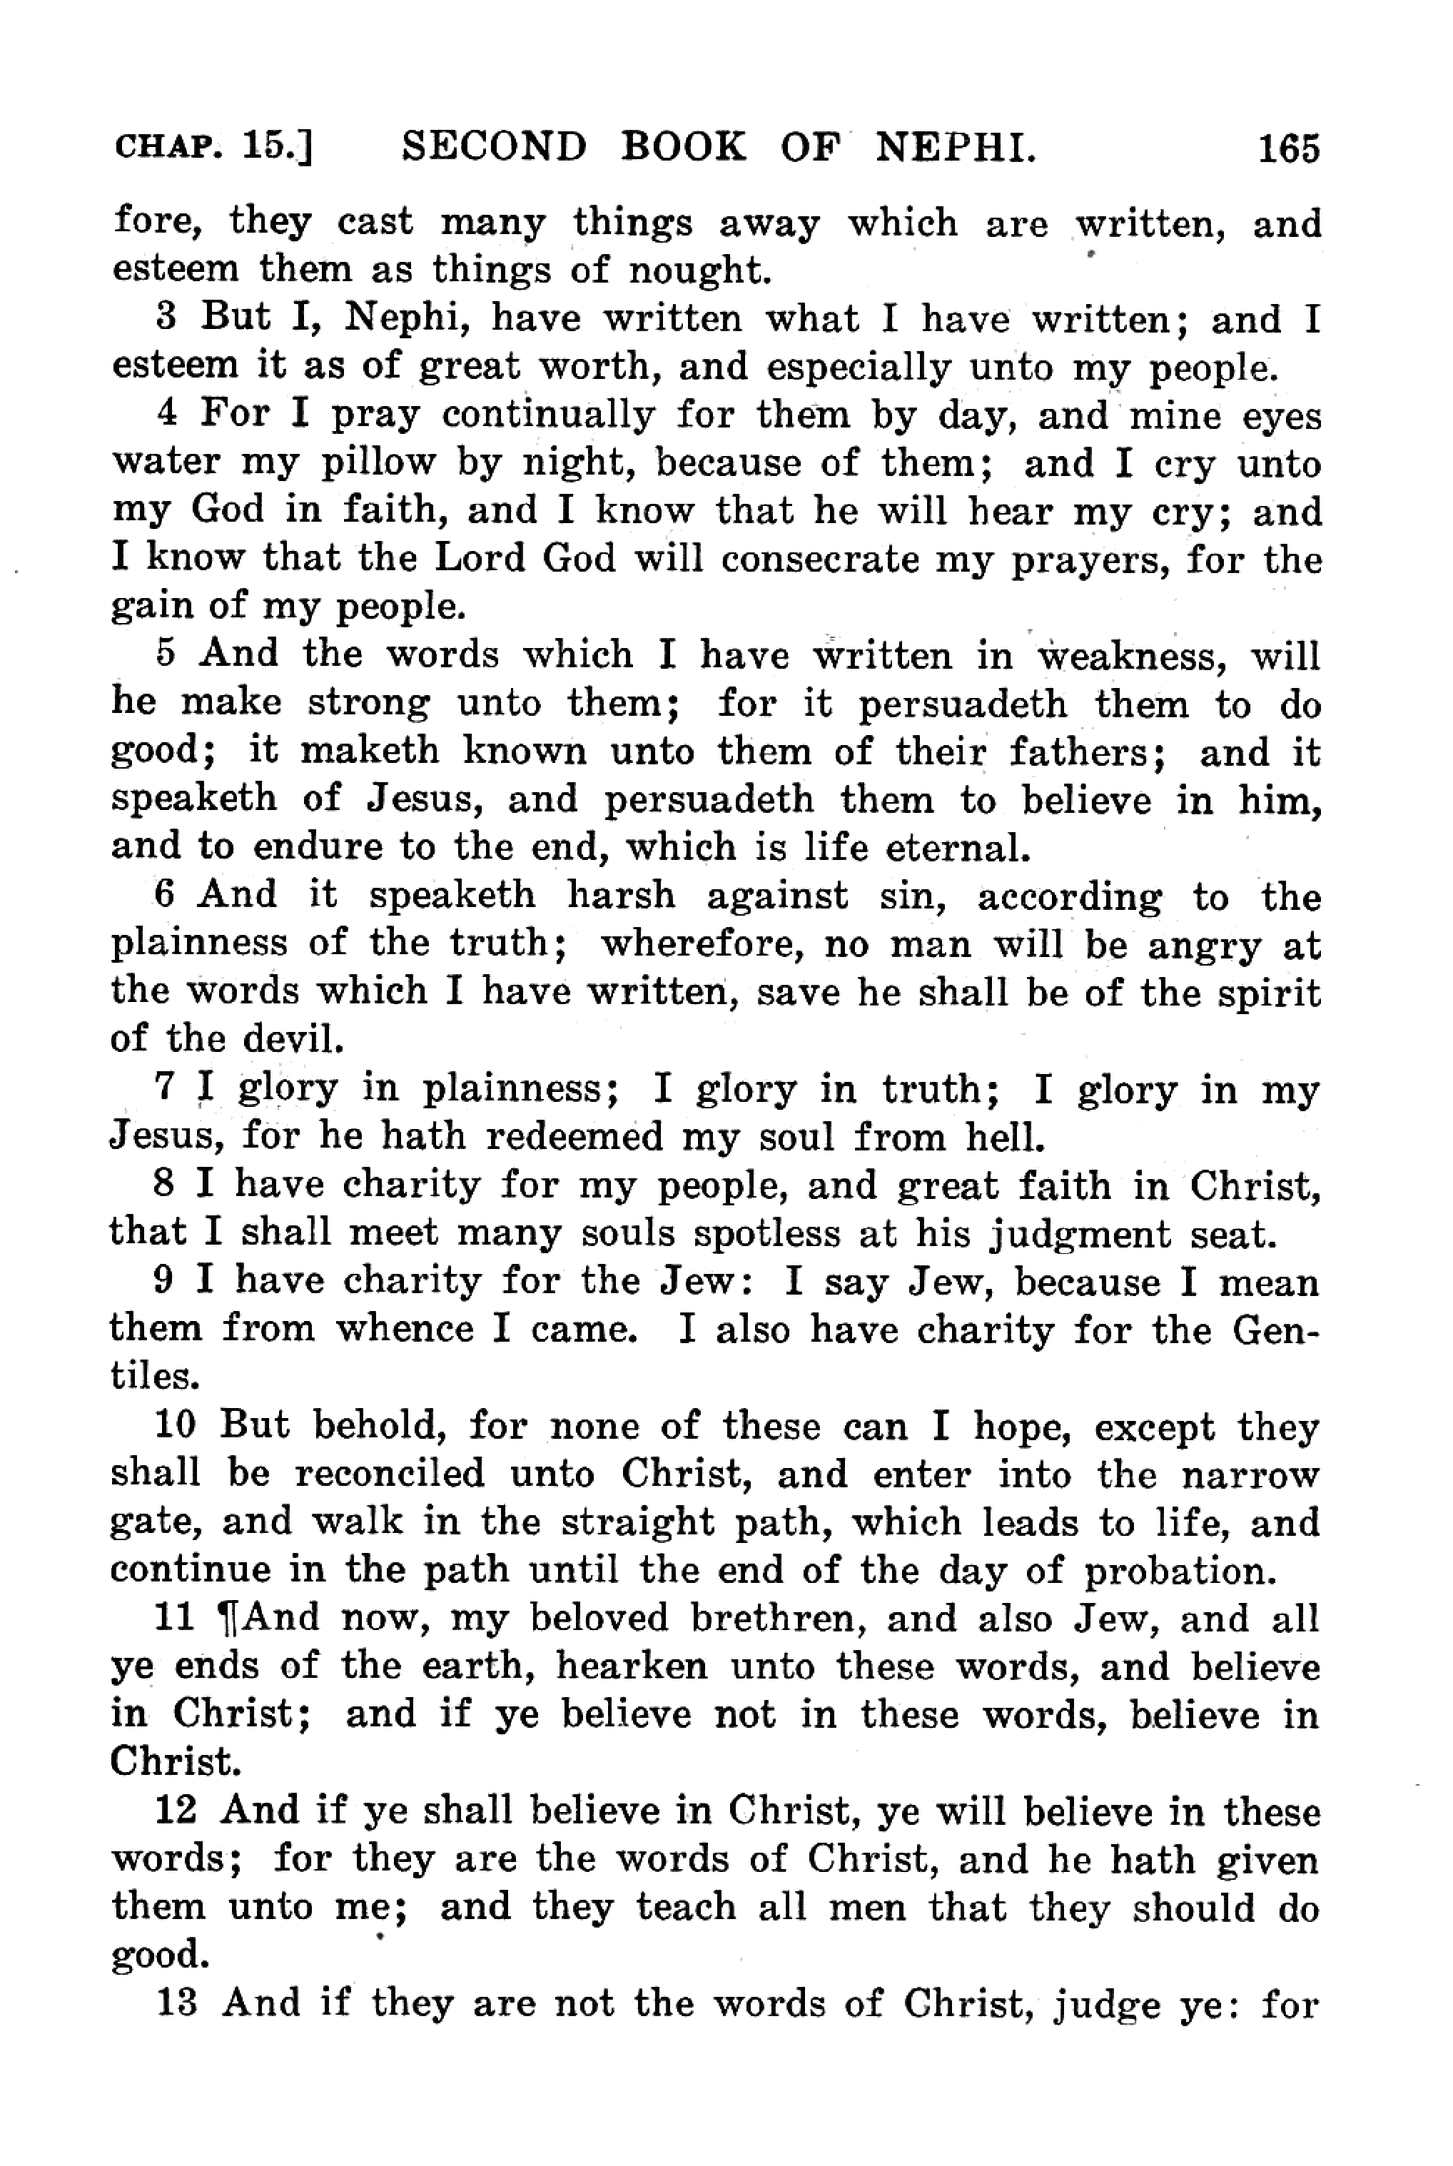 CHAP. 15.] SECOND BOOK OF NEPHI. 165
fore, they cast many things away which are written, and
esteem them as things of nought.
3 But I, Nephi, have written what I have written; and I
esteem it as of great worth, and especially unto my people.
4 For I pray continually for them by day, and mine eyes
water my pillow by night, because of them; and I cry unto
my God in faith, and I know that he will hear my cry; and
I know that the Lord God will consecrate my prayers, for the
gain of my people.
5 And the words which I have written in weakness, will
he make strong unto them; for it persuadeth them to do
good; it maketh known unto them of their fathers; and it
speaketh of Jesus, and persuadeth them to believe in him,
and to endure to the end, which is life eternal.
6 And it speaketh harsh against sin, according to the
plainness of the truth; wherefore, no man will be angry at
the words which I have written, save he shall be of the spirit
of the devil.
7 I glory in plainness; I glory in truth; I glory in my
Jesus, for he hath redeemed my soul from hell.
8 I have charity for my people, and great faith in Christ,
that I shall meet many souls spotless at his judgment seat.
9 I have charity for the Jew: I say Jew, because I mean
them from whence I came. I also have charity for the Gen-
tiles.
10 But behold, for none of these can I hope, except they
shall be reconciled unto Christ, and enter into the narrow
gate, and walk in the straight path, which leads to life, and
continue in the path until the end of the day of probation.
11 ¶And now, my beloved brethren, and also Jew, and all
ye ends of the earth, hearken unto these words, and believe
in Christ; and if ye believe not in these words, believe in
Christ.
12 And if ye shall believe in Christ, ye will believe in these
words; for they are the words of Christ, and he hath given
them unto me; and they teach all men that they should do
good.
13 And if they are not the words of Christ, judge ye: for